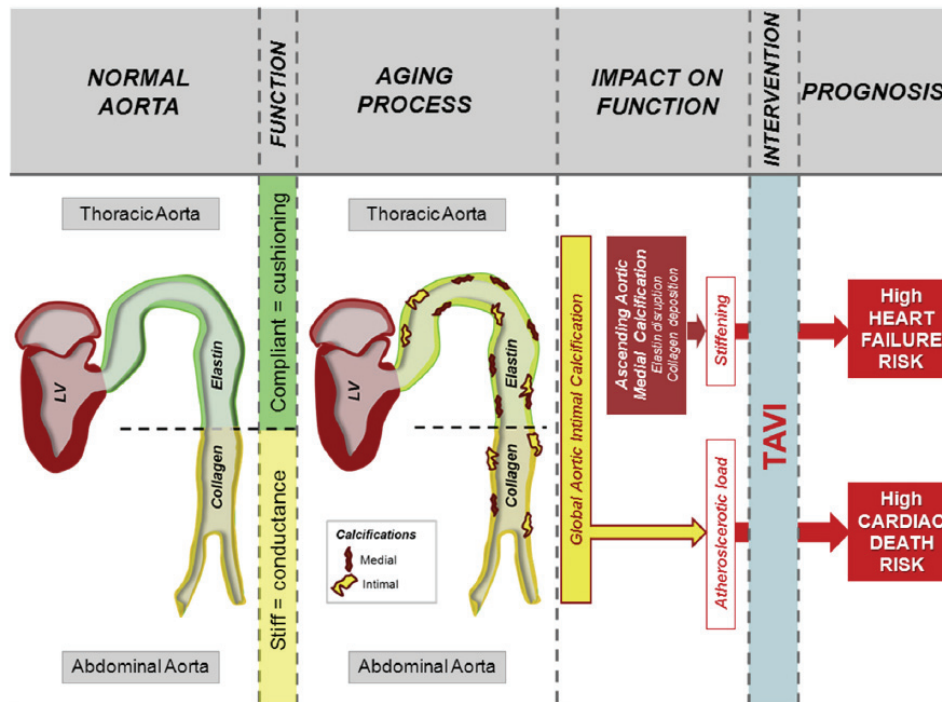 NORMAL
AORTA
FUNCTION
AGING
PROCESS
IMPACT ON
FUNCTION
INTERVENTION
PROGNOSIS
Thoracic Aorta
LV
Elastin
Collagen
Abdominal Aorta
Compliant = cushioning
Stiff = conductance
Thoracic Aorta
LV
Elastin
Collagen
Calcifications
Medial
Intimal
Abdominal Aorta
Global Aortic Intimal Calcification
Ascending Aortic
Medial Calcification
Elastin disruption
Collagen deposition
Stiffening
Atheroslcerotic load
TAVI
High
HEART
FAILURE
RISK
High
CARDIAC
DEATH
RISK